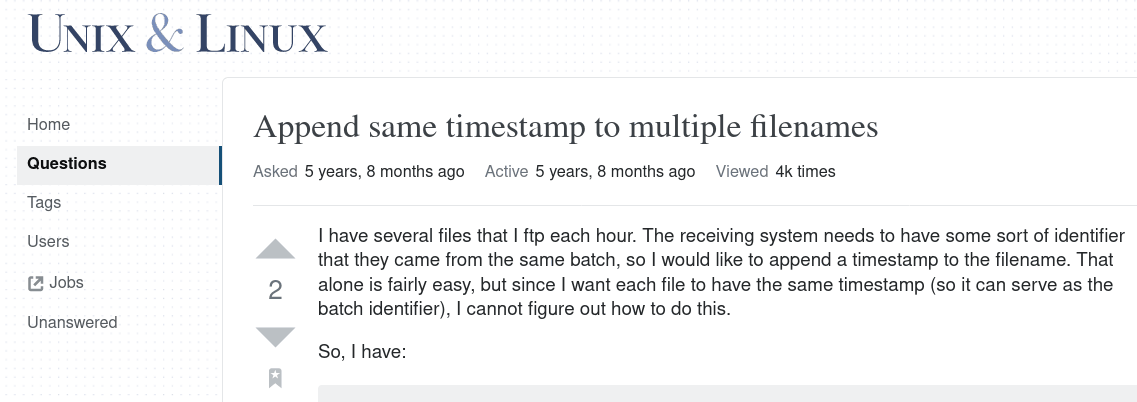 UNIX & LINUX
Home
Questions
Tags
Users
Jobs
Unanswered
Append same timestamp to multiple filenames
Asked 5 years, 8 months ago Active 5 years, 8 months ago Viewed 4k times
2
I have several files that I ftp each hour. The receiving system needs to have some sort of identifier
that they came from the same batch, so I would like to append a timestamp to the filename. That
alone is fairly easy, but since I want each file to have the same timestamp (so it can serve as the
batch identifier), I cannot figure out how to do this.
So, I have: